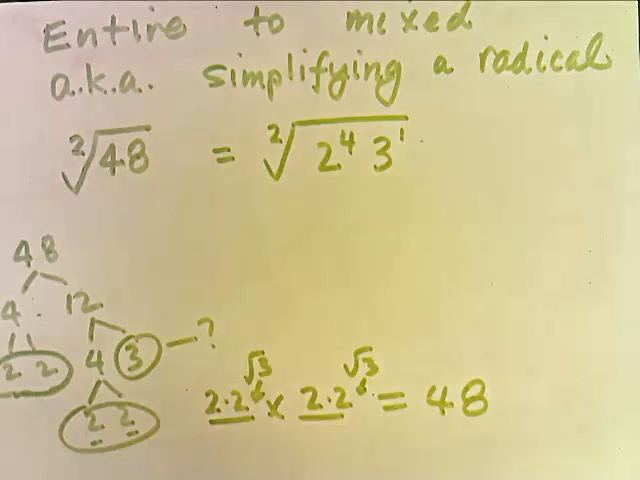 Entire to mixed
a.k.a. simplifying a radical
²√48 = ²√2⁴ 3¹
48
4 12
2 2 4 3 — ?
2 2
2·2 √3 x 2·2 √3 = 48